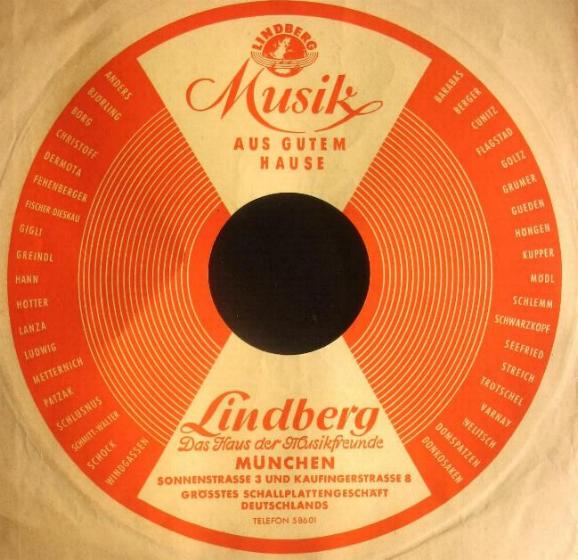 LINDBERG
Musik
AUS GUTEM
HAUSE
ANDERS
BJÖRLING
BORG
CHRISTOFF
DERMOTA
FEHENBERGER
FISCHER-DIESKAU
GIGLI
GREINDL
HANN
HOTTER
LANZA
LUDWIG
METTERNICH
PATZAK
SCHLUSNUS
SCHMITT-WALTER
SCHOCK
WINDGASSEN
BARABAS
BERGER
CUNITZ
FLAGSTAD
GOLTZ
GRÜMER
GUEDEN
HÖNGEN
KUPPER
MÖDL
SCHLEMM
SCHWARZKOPF
SEEFRIED
STREICH
TRÖTSCHEL
VARNAY
WELITSCH
DOMSPATZEN
DONKOSAKEN
Lindberg
Das Haus der Musikfreunde
MÜNCHEN
SONNENSTRASSE 3 UND KAUFINGERSTRASSE 8
GRÖSSTES SCHALLPLATTENGESCHÄFT
DEUTSCHLANDS
TELEFON 58601